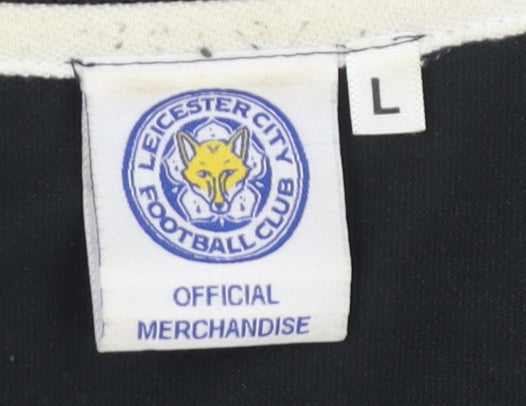 LEICESTER CITY
FOOTBALL CLUB
OFFICIAL
MERCHANDISE
L